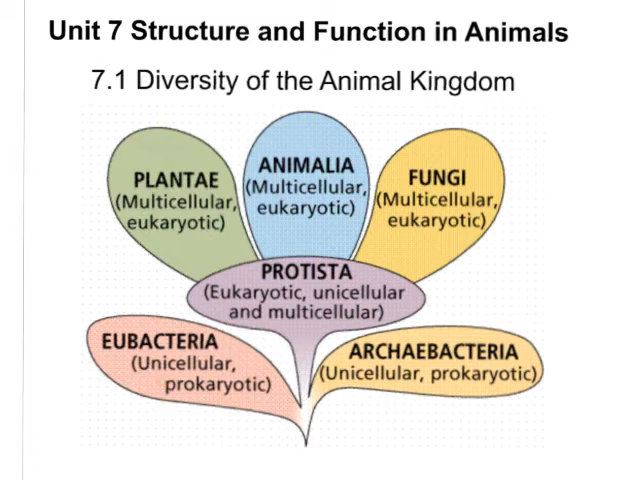 Unit 7 Structure and Function in Animals
7.1 Diversity of the Animal Kingdom
PLANTAE
(Multicellular,
eukaryotic)
ANIMALIA
(Multicellular,
eukaryotic)
FUNGI
(Multicellular,
eukaryotic)
PROTISTA
(Eukaryotic, unicellular
and multicellular)
EUBACTERIA
(Unicellular,
prokaryotic)
ARCHAEBACTERIA
(Unicellular, prokaryotic)